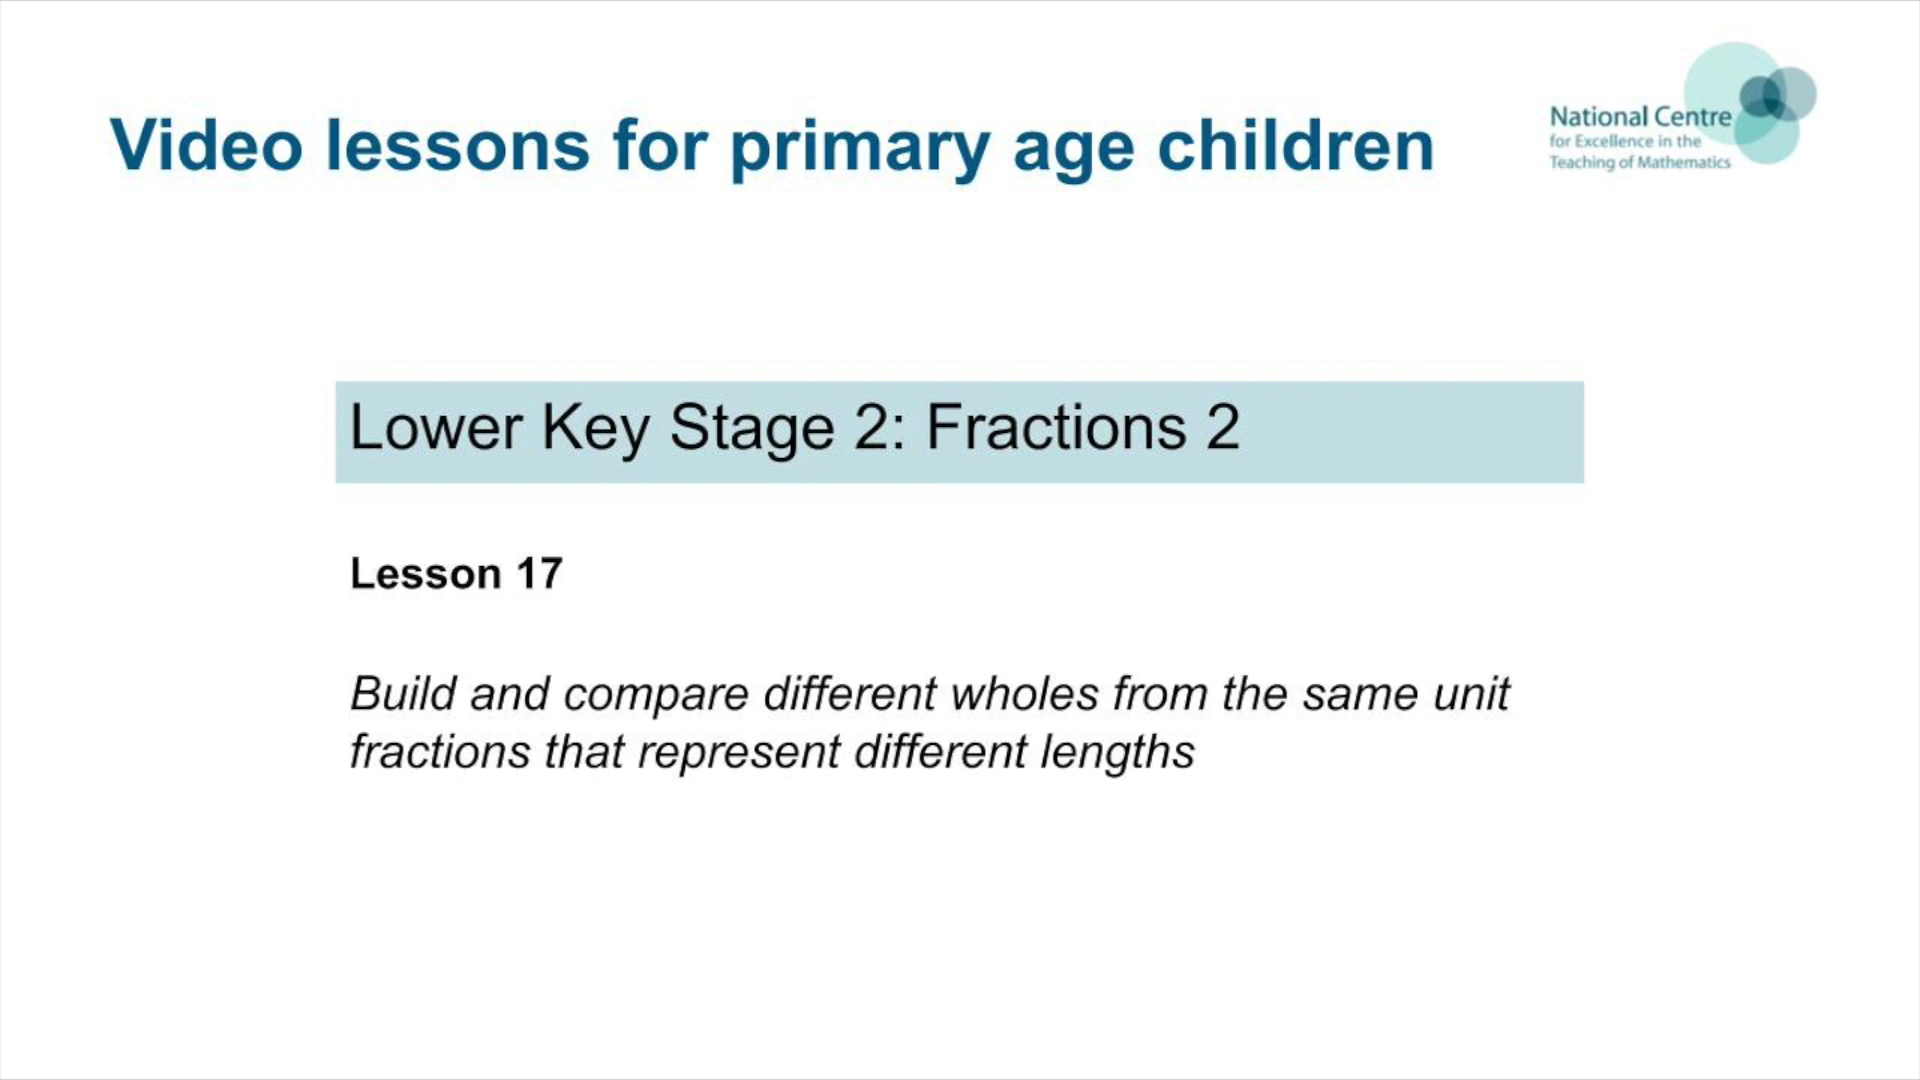 Video lessons for primary age children
National Centre
for Excellence in the
Teaching of Mathematics
Lower Key Stage 2: Fractions 2
Lesson 17
Build and compare different wholes from the same unit
fractions that represent different lengths